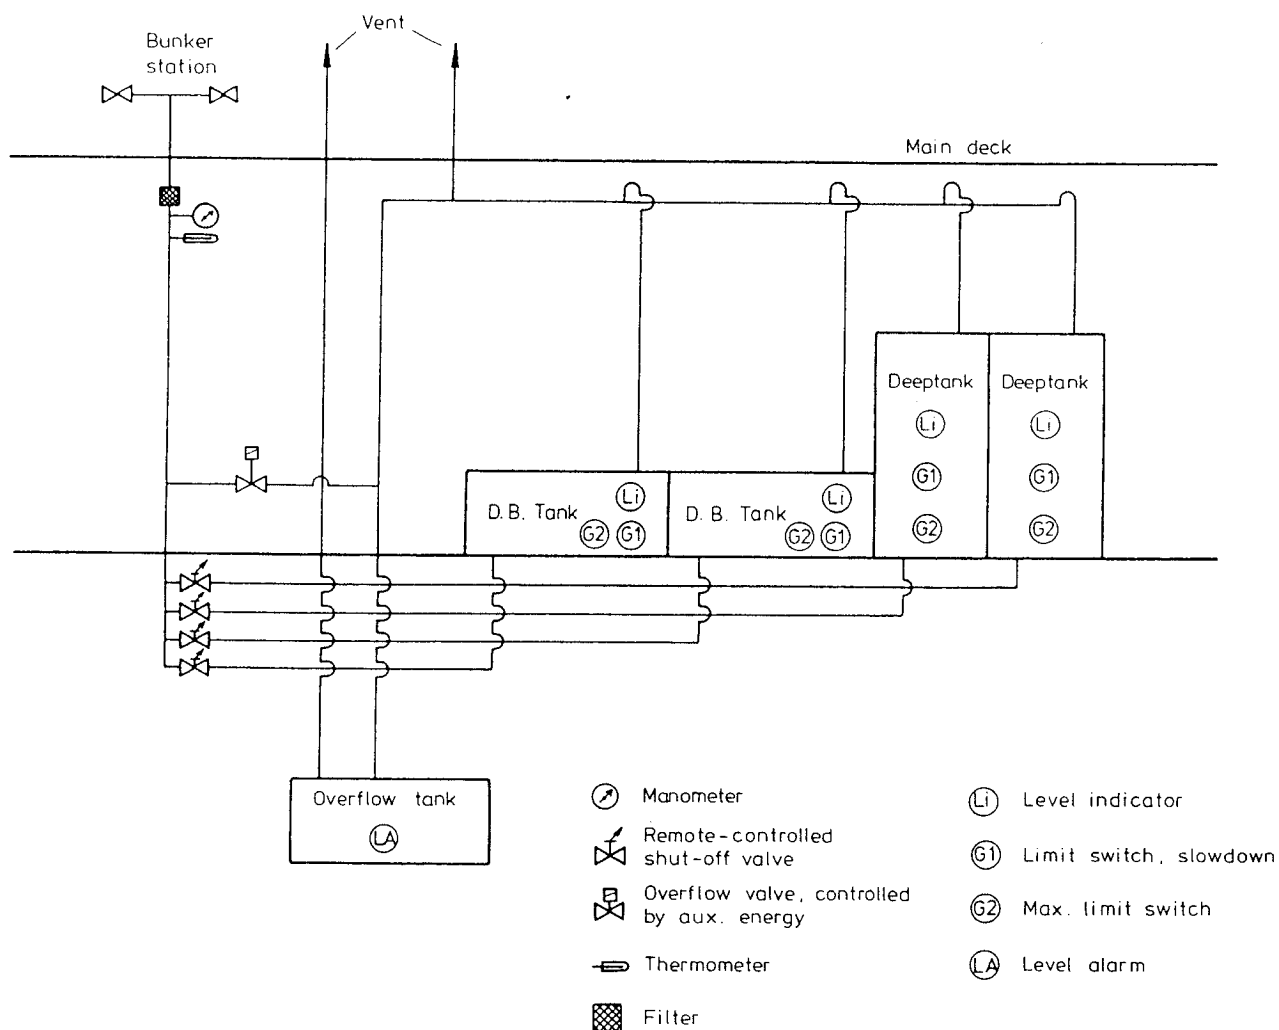 Vent
Bunker
station
Main deck
Deeptank
Deeptank
Li
Li
G1
G1
G2
G2
D.B. Tank
Li
G2
G1
D.B. Tank
Li
G2
G1
Overflow tank
LA
Manometer
Remote-controlled
shut-off valve
Overflow valve, controlled
by aux. energy
Thermometer
Filter
Li Level indicator
G1 Limit switch, slowdown
G2 Max. limit switch
LA Level alarm